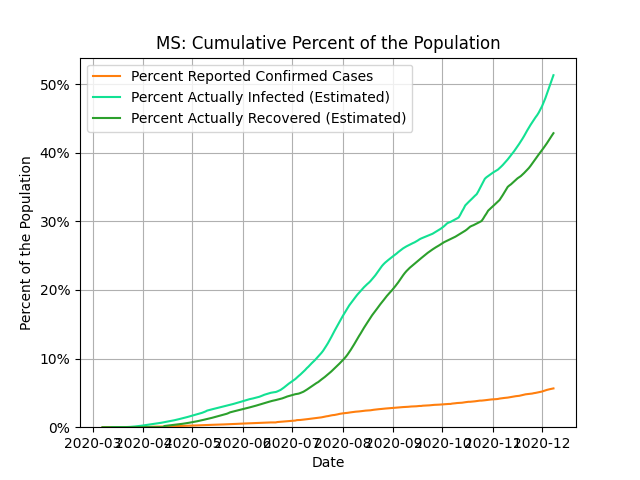 MS: Cumulative Percent of the Population
Percent Reported Confirmed Cases
Percent Actually Infected (Estimated)
Percent Actually Recovered (Estimated)
Percent of the Population
50%
40%
30%
20%
10%
0%
2020-03 2020-04 2020-05 2020-06 2020-07 2020-08 2020-09 2020-10 2020-11 2020-12
Date